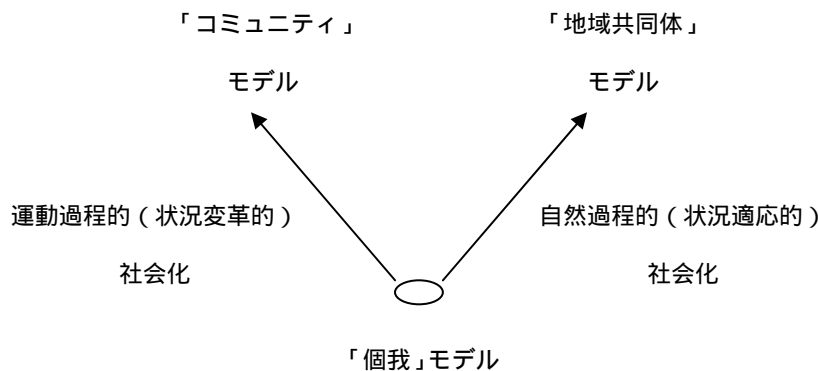 「コミュニティ」
モデル
「地域共同体」
モデル
運動過程的(状況変革的)
社会化
自然過程的(状況適応的)
社会化
「個我」モデル